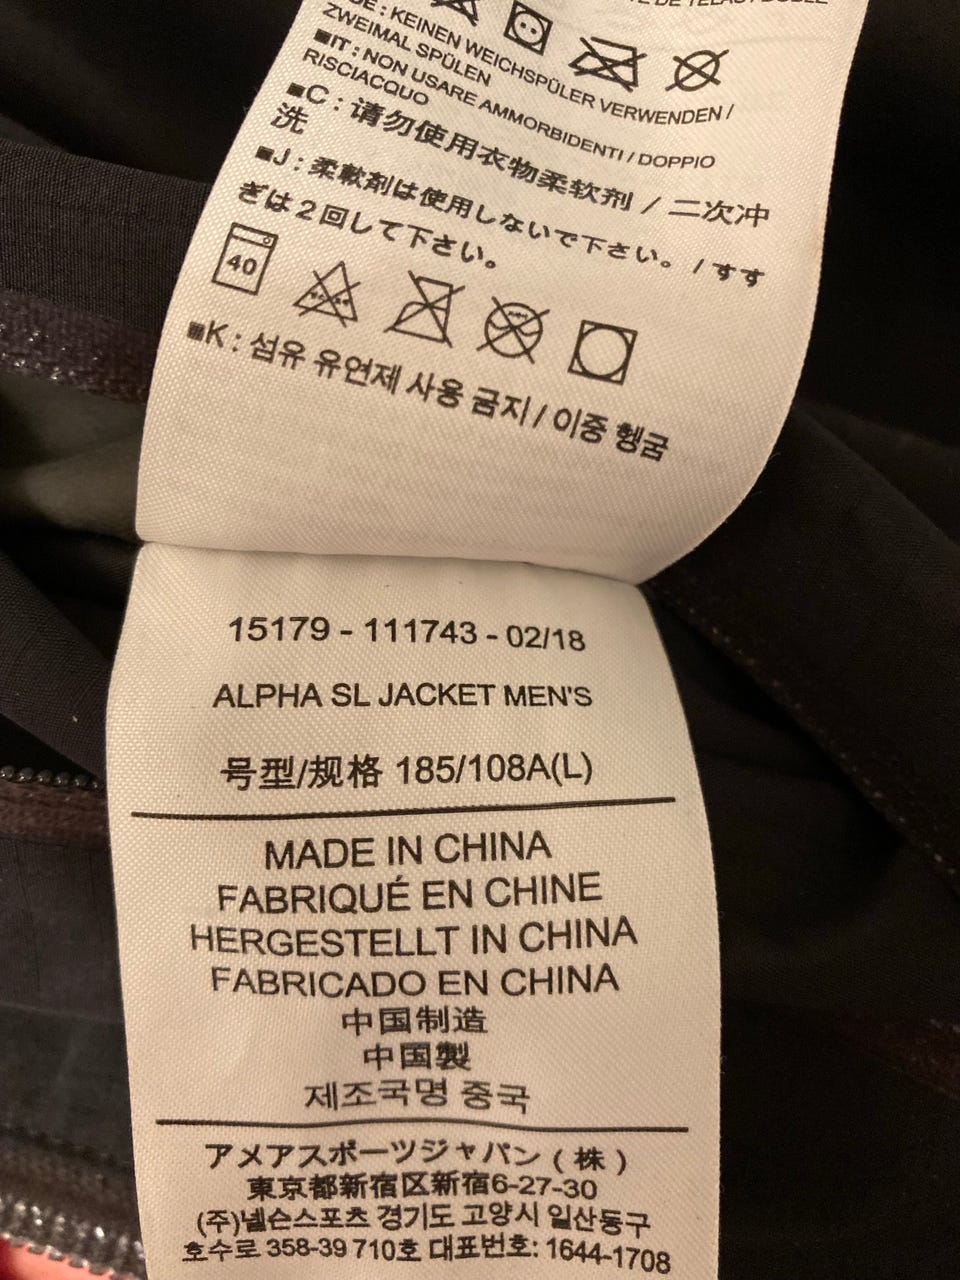 DE : KEINEN WEICHSPÜLER VERWENDEN /
ZWEIMAL SPÜLEN
■IT : NON USARE AMMORBIDENTI / DOPPIO
RISCIACQUO
■C : 请勿使用衣物柔软剂 / 二次冲
洗
■J : 柔軟剤は使用しないで下さい。 / すす
ぎは2回して下さい。
40
■K : 섬유 유연제 사용 금지 / 이중 헹굼
15179 - 111743 - 02/18
ALPHA SL JACKET MEN'S
号型/规格 185/108A(L)
MADE IN CHINA
FABRIQUÉ EN CHINE
HERGESTELLT IN CHINA
FABRICADO EN CHINA
中国制造
中国製
제조국명 중국
アメアスポーツジャパン ( 株 )
東京都新宿区新宿6-27-30
(주)넬슨스포츠 경기도 고양시 일산동구
호수로 358-39 710호 대표번호: 1644-1708